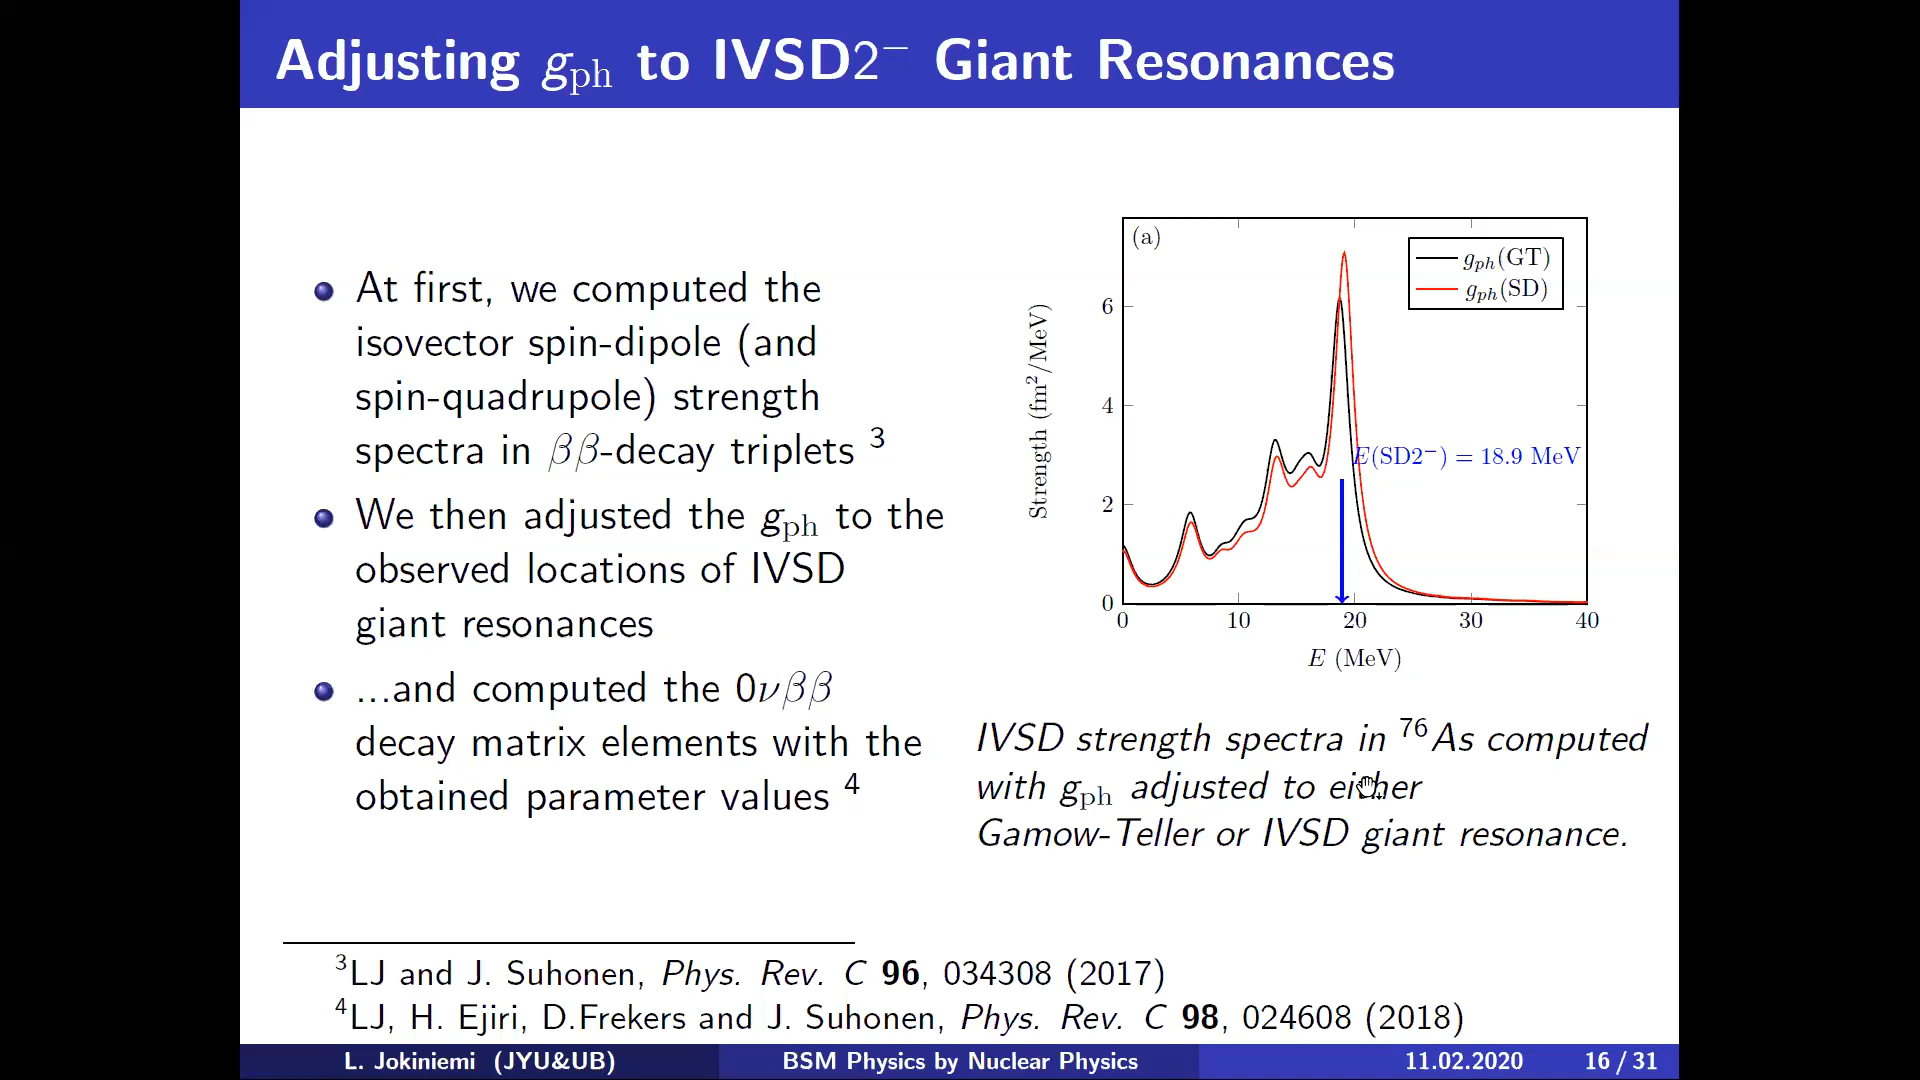 Adjusting g_ph to IVSD2⁻ Giant Resonances
At first, we computed the
isovector spin-dipole (and
spin-quadrupole) strength
spectra in ββ-decay triplets ³
We then adjusted the g_ph to the
observed locations of IVSD
giant resonances
...and computed the 0νββ
decay matrix elements with the
obtained parameter values ⁴
(a)
g_ph(GT)
g_ph(SD)
Strength (fm²/MeV)
6
4
2
0
E(SD2⁻) = 18.9 MeV
0 10 20 30 40
E (MeV)
IVSD strength spectra in ⁷⁶As computed
with g_ph adjusted to either
Gamow-Teller or IVSD giant resonance.
³LJ and J. Suhonen, Phys. Rev. C 96, 034308 (2017)
⁴LJ, H. Ejiri, D.Frekers and J. Suhonen, Phys. Rev. C 98, 024608 (2018)
L. Jokiniemi (JYU&UB) BSM Physics by Nuclear Physics 11.02.2020 16 / 31